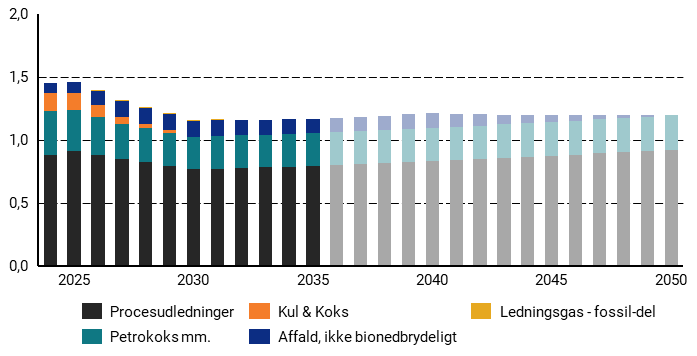 2,0
1,5
1,0
0,5
0,0
2025 2030 2035 2040 2045 2050
Procesudledninger Kul & Koks Ledningsgas - fossil-del
Petrokoks mm. Affald, ikke bionedbrydeligt